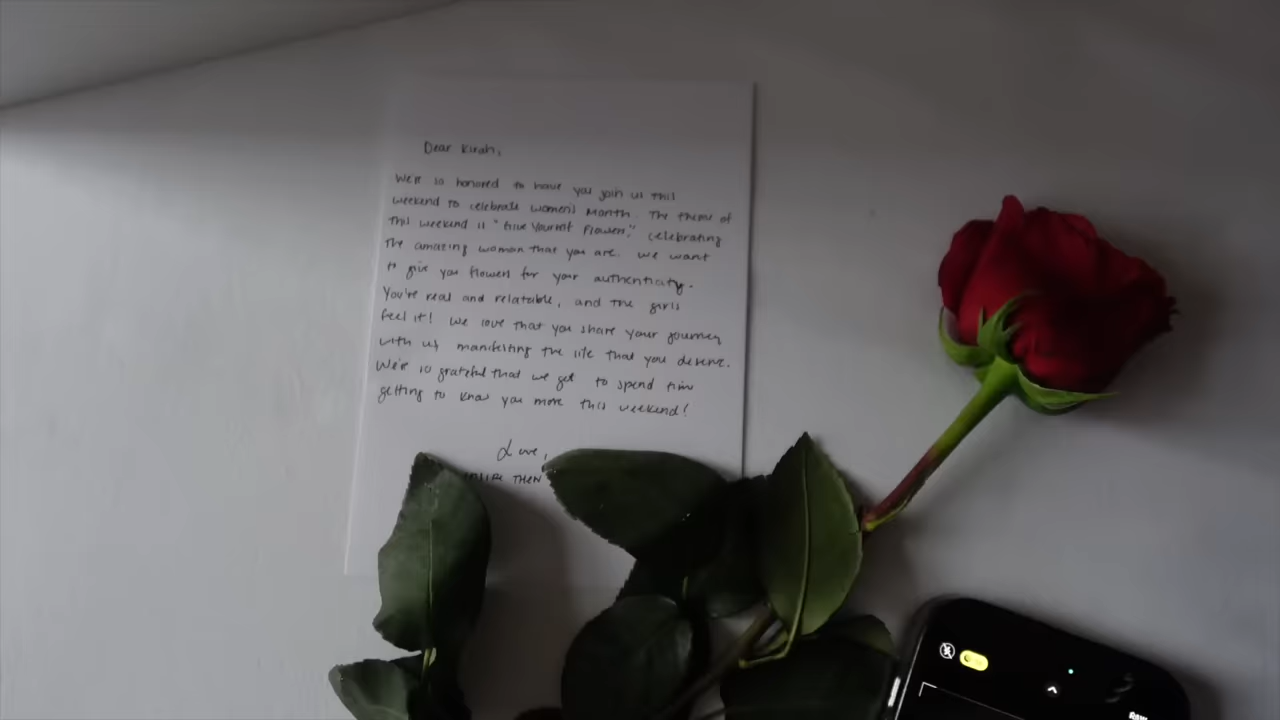 Dear Kirah,
We're so honored to have you join us this
weekend to celebrate women's Month. The theme of
this weekend is "Give Yourself Flowers," celebrating
the amazing woman that you are. We want
to give you flowers for your authenticity.
You're real and relatable, and the girls
feel it! We love that you share your journey
with us manifesting the life that you deserve.
We're so grateful that we get to spend time
getting to know you more this weekend!
Love,
THEN